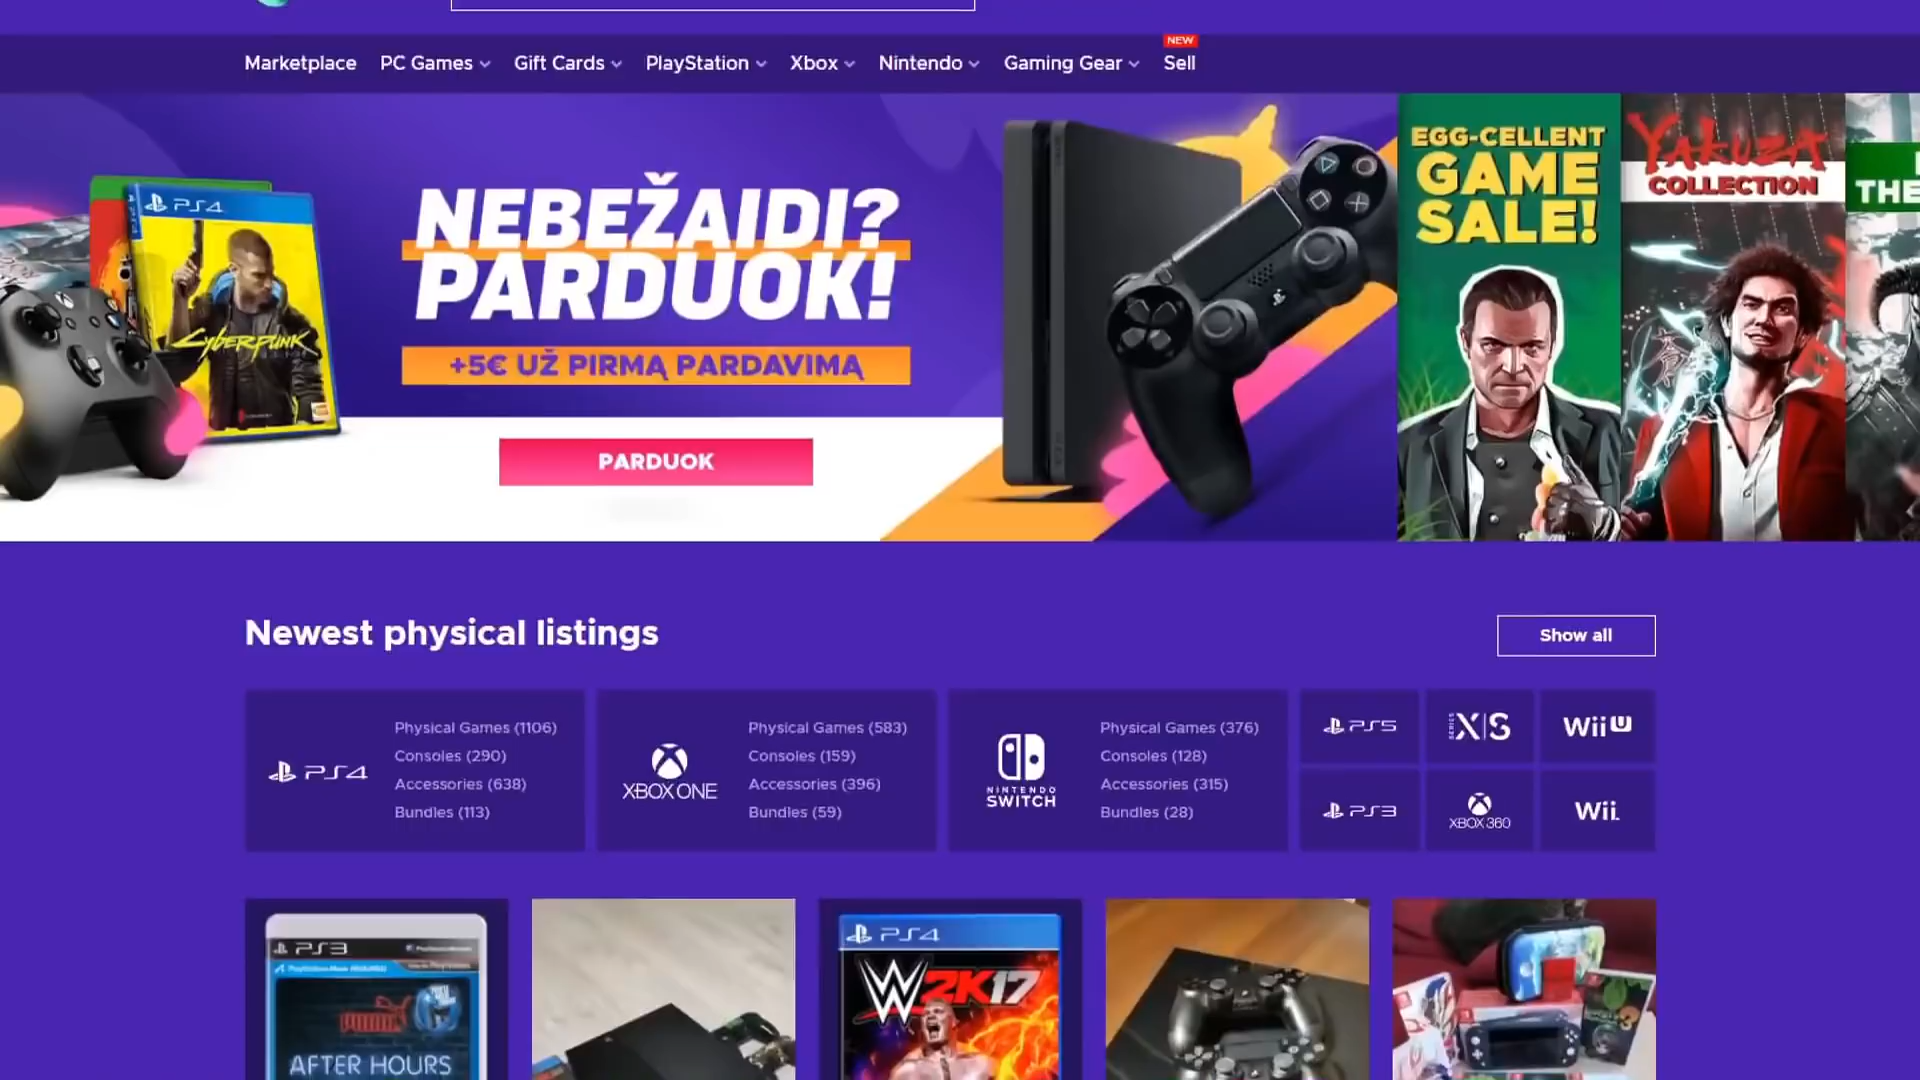 NEW
Marketplace PC Games Gift Cards PlayStation Xbox Nintendo Gaming Gear Sell
PS4
CYBERPUNK
NEBEŽAIDI?
PARDUOK!
+5€ UŽ PIRMĄ PARDAVIMĄ
PARDUOK
EGG-CELLENT
GAME
SALE!
YAKUZA
COLLECTION
THE
Newest physical listings
Show all
PS4
Physical Games (1106)
Consoles (290)
Accessories (638)
Bundles (113)
XBOX ONE
Physical Games (583)
Consoles (159)
Accessories (396)
Bundles (59)
NINTENDO
SWITCH
Physical Games (376)
Consoles (128)
Accessories (315)
Bundles (28)
PS5
SERIES X|S
Wii U
PS3
XBOX 360
Wii
PS3
AFTER HOURS
PS4
W 2K17